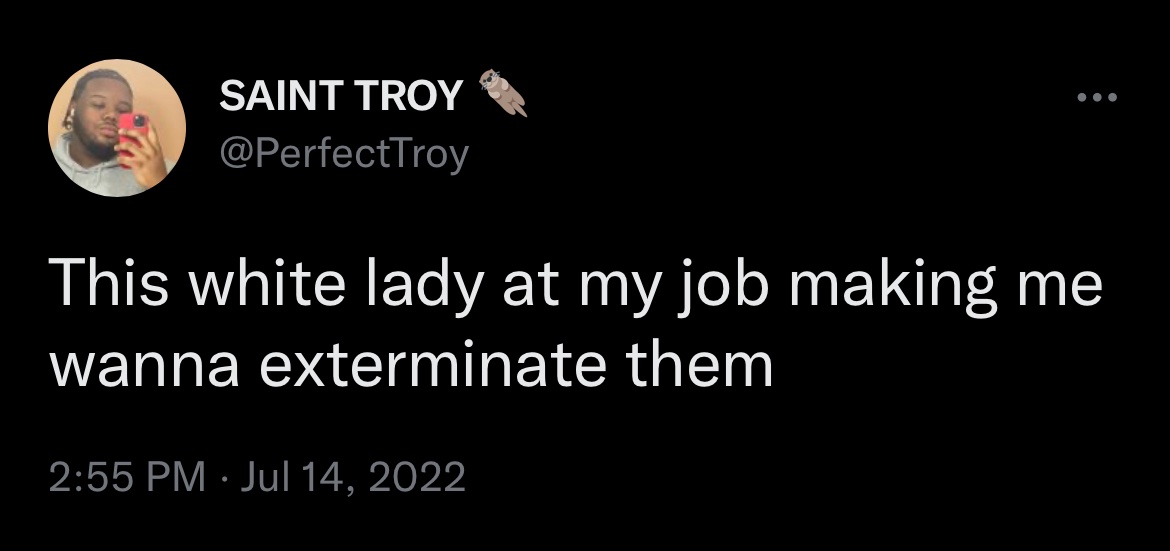 SAINT TROY 🦦
@PerfectTroy
This white lady at my job making me
wanna exterminate them
2:55 PM · Jul 14, 2022